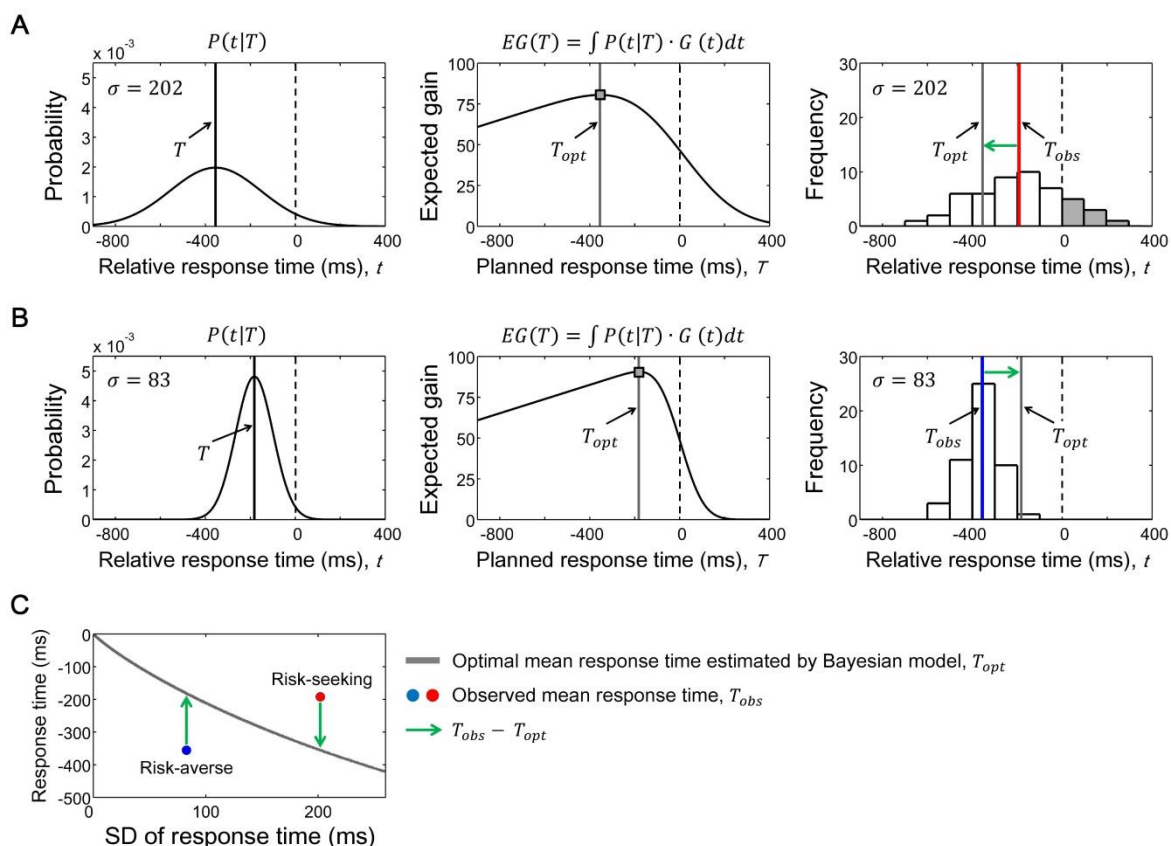 A
P(t|T)
x 10⁻³
5
4
3
2
1
0
Probability
σ = 202
T
-800 -400 0 400
Relative response time (ms), t
EG(T) = ∫ P(t|T) · G (t)dt
100
75
50
25
0
Expected gain
T_opt
-800 -400 0 400
Planned response time (ms), T
30
20
10
0
Frequency
σ = 202
T_opt T_obs
-800 -400 0 400
Relative response time (ms), t
B
P(t|T)
x 10⁻³
5
4
3
2
1
0
Probability
σ = 83
T
-800 -400 0 400
Relative response time (ms), t
EG(T) = ∫ P(t|T) · G (t)dt
100
75
50
25
0
Expected gain
T_opt
-800 -400 0 400
Planned response time (ms), T
30
20
10
0
Frequency
σ = 83
T_obs T_opt
-800 -400 0 400
Relative response time (ms), t
C
0
-100
-200
-300
-400
-500
Response time (ms)
Risk-seeking
Risk-averse
0 100 200
SD of response time (ms)
Optimal mean response time estimated by Bayesian model, T_opt
Observed mean response time, T_obs
T_obs − T_opt